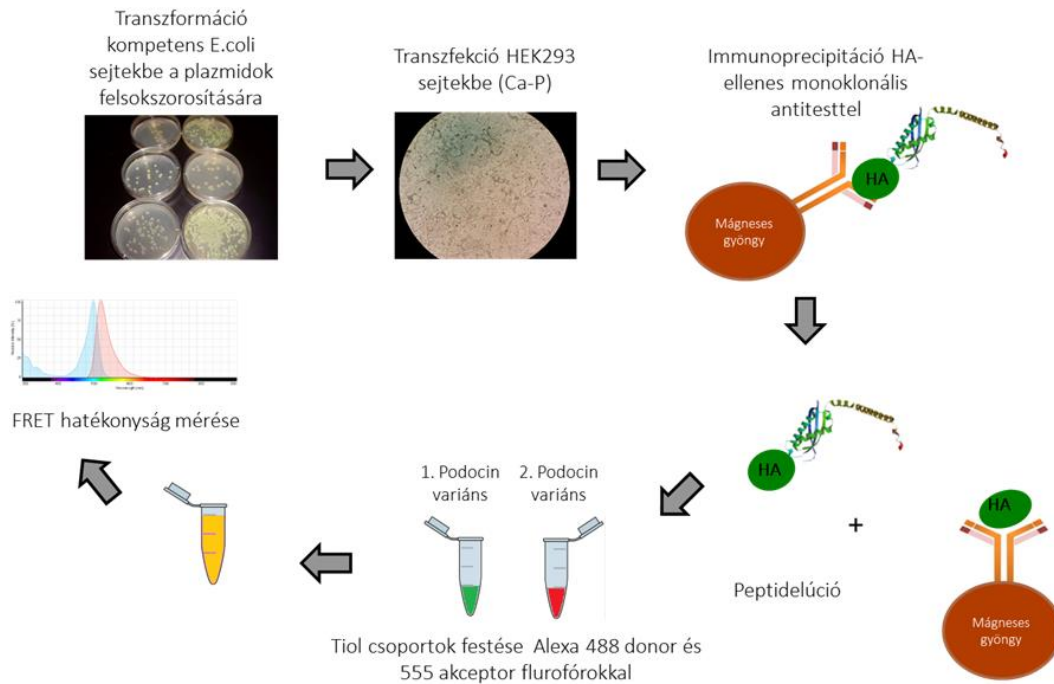 Transzformáció
kompetens E.coli
sejtekbe a plazmidok
felsokszorosítására
Transzfekció HEK293
sejtekbe (Ca-P)
Immunoprecipitáció HA-
ellenes monoklonális
antitesttel
HA
Mágneses
gyöngy
HA
+
HA
Mágneses
gyöngy
Peptidelúció
1. Podocin
variáns
2. Podocin
variáns
Tiol csoportok festése Alexa 488 donor és
555 akceptor flurofórokkal
FRET hatékonyság mérése